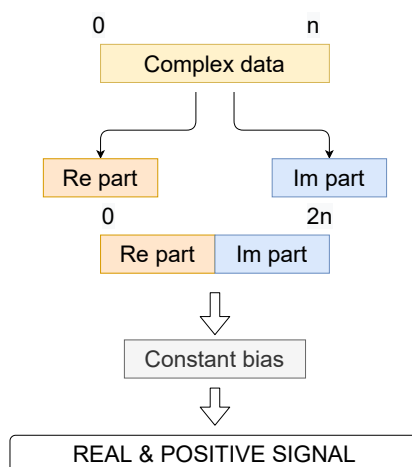 0 n
Complex data
Re part Im part
0 2n
Re part Im part
Constant bias
REAL & POSITIVE SIGNAL